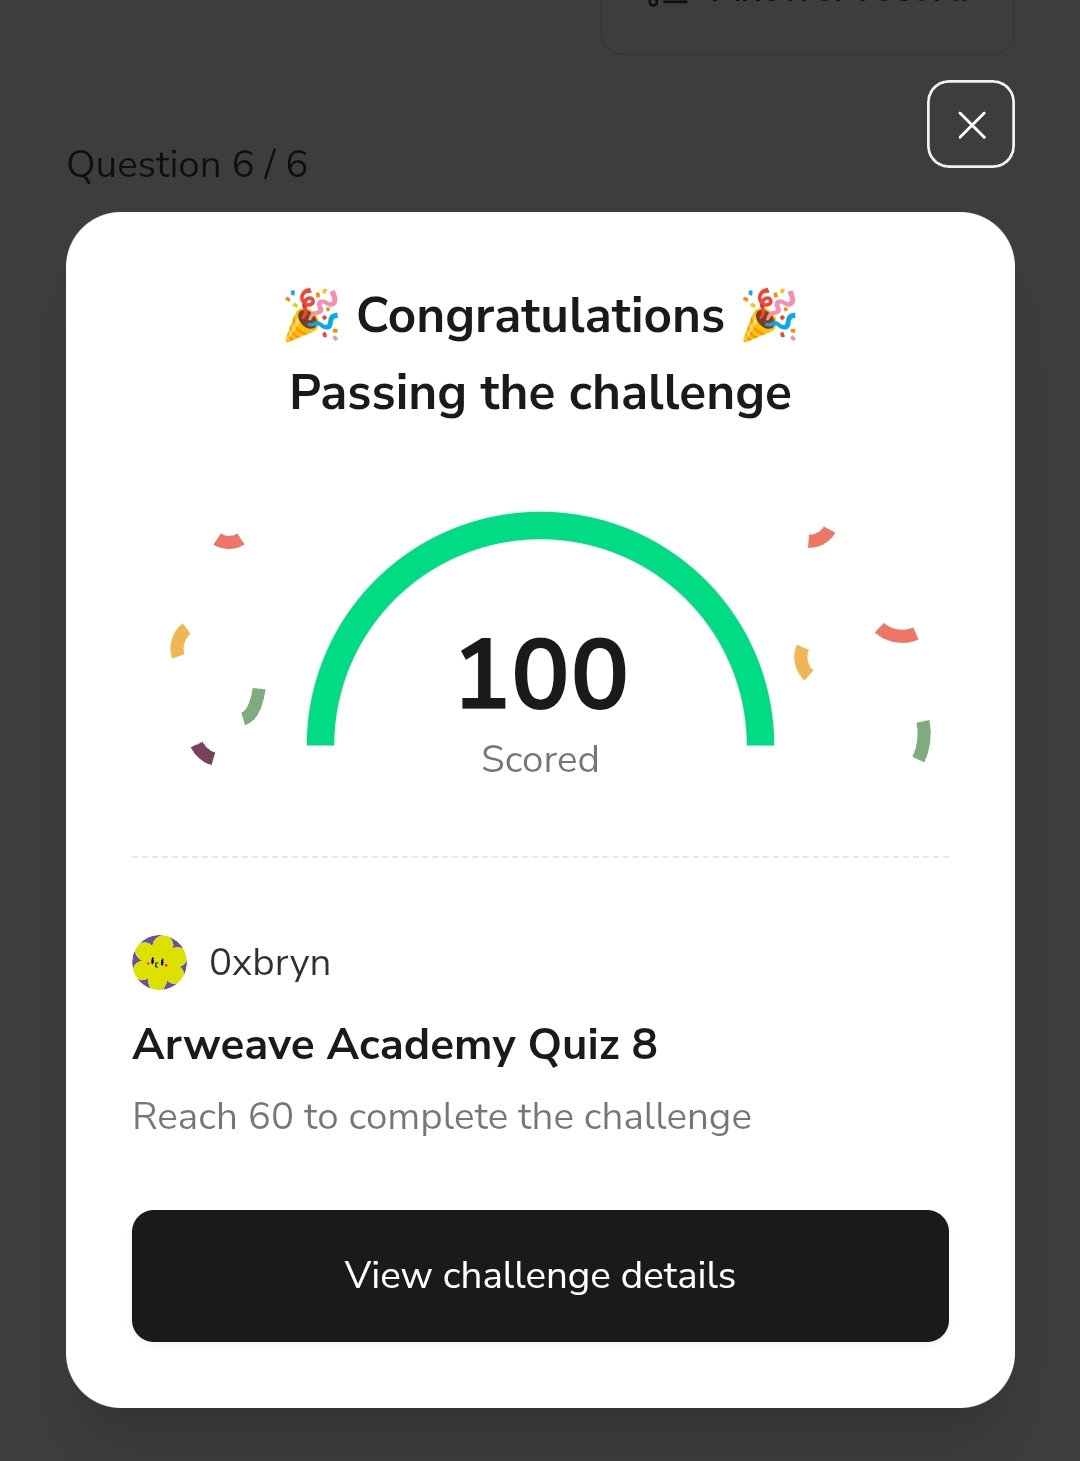 Question 6 / 6
🎉 Congratulations 🎉
Passing the challenge
100
Scored
0xbryn
Arweave Academy Quiz 8
Reach 60 to complete the challenge
View challenge details